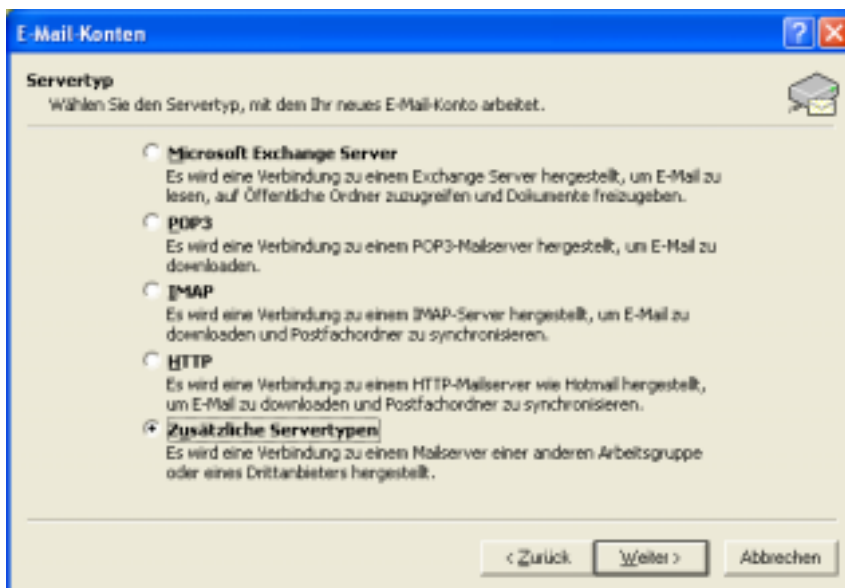 E-Mail-Konten
Servertyp
Wählen Sie den Servertyp, mit dem Ihr neues E-Mail-Konto arbeitet.
Microsoft Exchange Server
Es wird eine Verbindung zu einem Exchange Server hergestellt, um E-Mail zu
lesen, auf Öffentliche Ordner zuzugreifen und Dokumente freizugeben.
POP3
Es wird eine Verbindung zu einem POP3-Mailserver hergestellt, um E-Mail zu
downloaden.
IMAP
Es wird eine Verbindung zu einem IMAP-Server hergestellt, um E-Mail zu
downloaden und Postfachordner zu synchronisieren.
HTTP
Es wird eine Verbindung zu einem HTTP-Mailserver wie Hotmail hergestellt,
um E-Mail zu downloaden und Postfachordner zu synchronisieren.
Zusätzliche Servertypen
Es wird eine Verbindung zu einem Mailserver einer anderen Arbeitsgruppe
oder eines Drittanbieters hergestellt.
< Zurück Weiter > Abbrechen